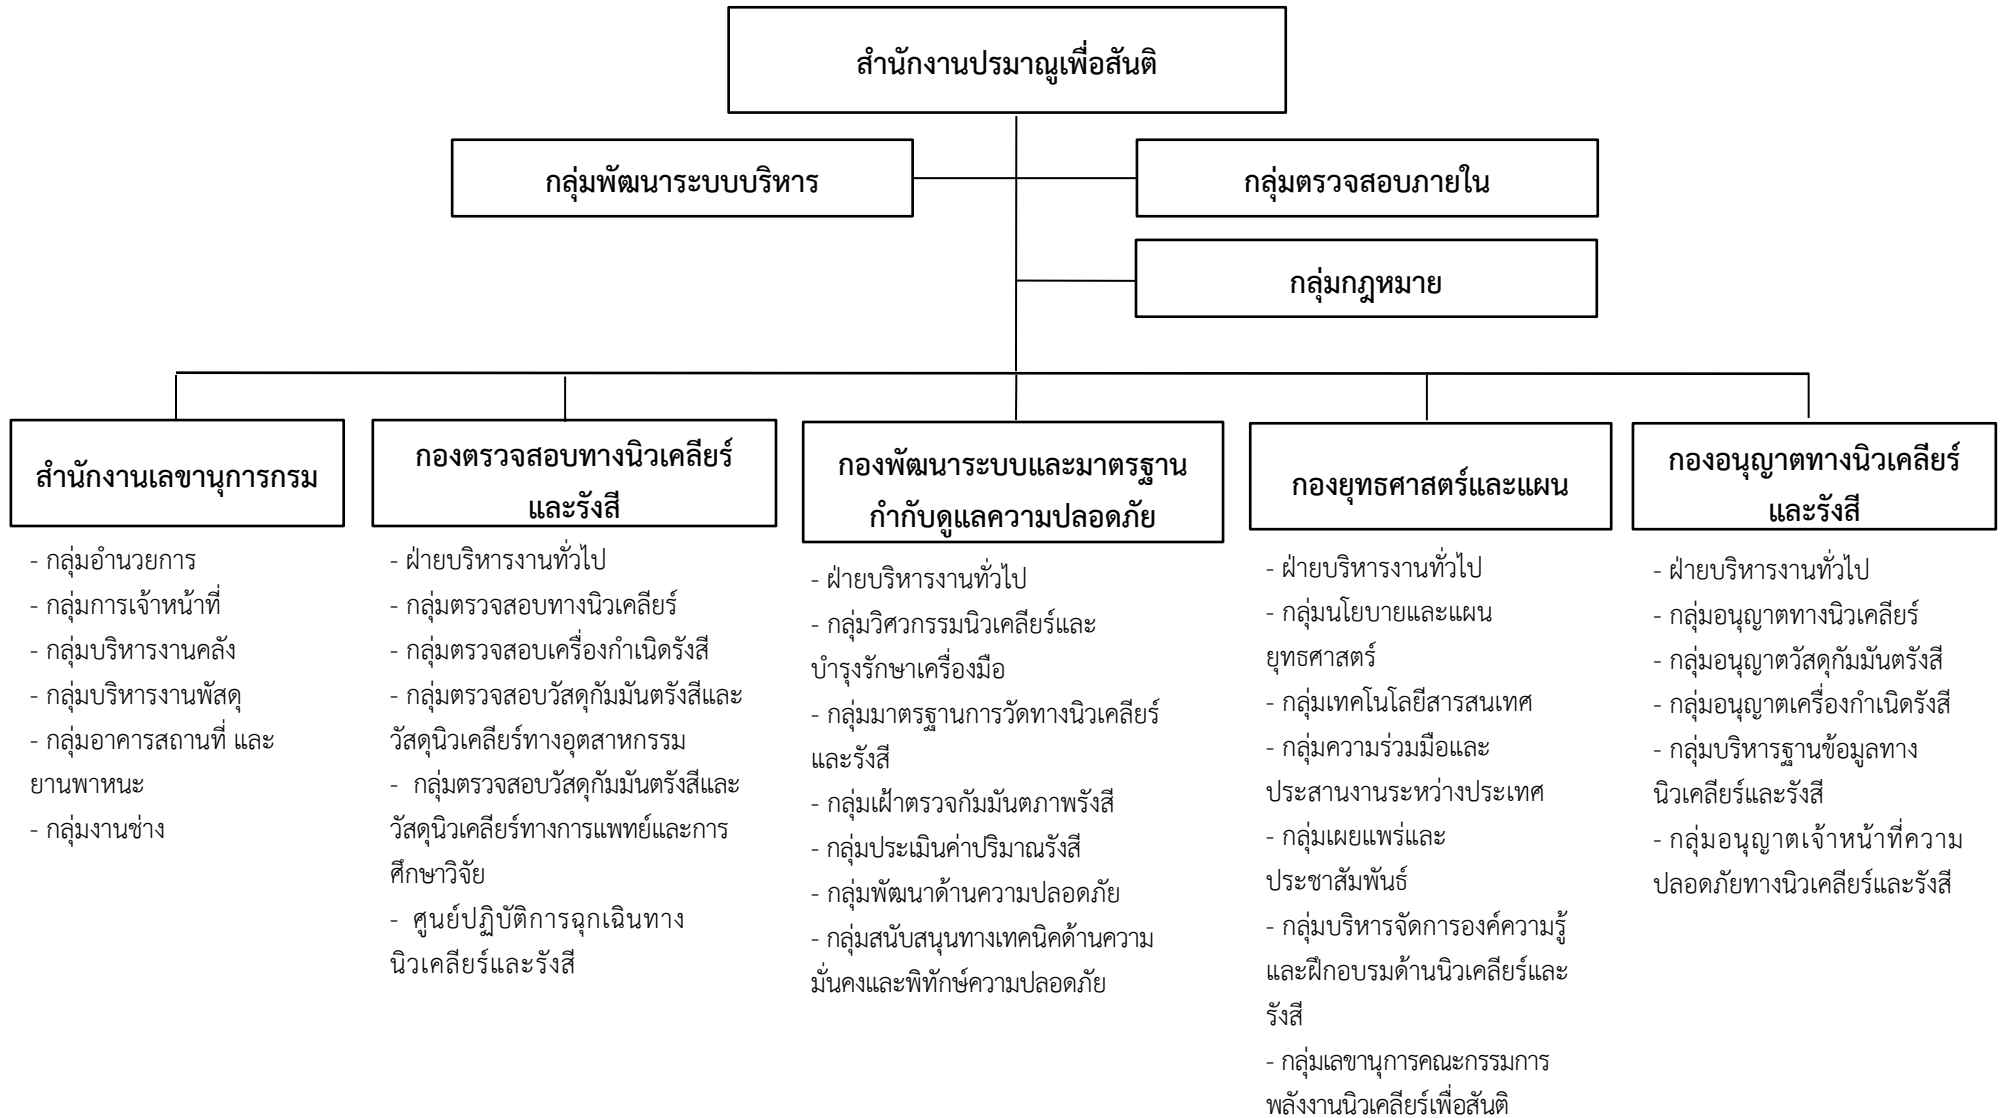 สำนักงานปรมาณูเพื่อสันติ
กลุ่มพัฒนาระบบบริหาร
กลุ่มตรวจสอบภายใน
กลุ่มกฎหมาย
สำนักงานเลขานุการกรม
- กลุ่มอำนวยการ
- กลุ่มการเจ้าหน้าที่
- กลุ่มบริหารงานคลัง
- กลุ่มบริหารงานพัสดุ
- กลุ่มอาคารสถานที่ และ
ยานพาหนะ
- กลุ่มงานช่าง
กองตรวจสอบทางนิวเคลียร์
และรังสี
- ฝ่ายบริหารงานทั่วไป
- กลุ่มตรวจสอบทางนิวเคลียร์
- กลุ่มตรวจสอบเครื่องกำเนิดรังสี
- กลุ่มตรวจสอบวัสดุกัมมันตรังสีและ
วัสดุนิวเคลียร์ทางอุตสาหกรรม
- กลุ่มตรวจสอบวัสดุกัมมันตรังสีและ
วัสดุนิวเคลียร์ทางการแพทย์และการ
ศึกษาวิจัย
- ศูนย์ปฏิบัติการฉุกเฉินทาง
นิวเคลียร์และรังสี
กองพัฒนาระบบและมาตรฐาน
กำกับดูแลความปลอดภัย
- ฝ่ายบริหารงานทั่วไป
- กลุ่มวิศวกรรมนิวเคลียร์และ
บำรุงรักษาเครื่องมือ
- กลุ่มมาตรฐานการวัดทางนิวเคลียร์
และรังสี
- กลุ่มเฝ้าตรวจกัมมันตภาพรังสี
- กลุ่มประเมินค่าปริมาณรังสี
- กลุ่มพัฒนาด้านความปลอดภัย
- กลุ่มสนับสนุนทางเทคนิคด้านความ
มั่นคงและพิทักษ์ความปลอดภัย
กองยุทธศาสตร์และแผน
- ฝ่ายบริหารงานทั่วไป
- กลุ่มนโยบายและแผน
ยุทธศาสตร์
- กลุ่มเทคโนโลยีสารสนเทศ
- กลุ่มความร่วมมือและ
ประสานงานระหว่างประเทศ
- กลุ่มเผยแพร่และ
ประชาสัมพันธ์
- กลุ่มบริหารจัดการองค์ความรู้
และฝึกอบรมด้านนิวเคลียร์และ
รังสี
- กลุ่มเลขานุการคณะกรรมการ
พลังงานนิวเคลียร์เพื่อสันติ
กองอนุญาตทางนิวเคลียร์
และรังสี
- ฝ่ายบริหารงานทั่วไป
- กลุ่มอนุญาตทางนิวเคลียร์
- กลุ่มอนุญาตวัสดุกัมมันตรังสี
- กลุ่มอนุญาตเครื่องกำเนิดรังสี
- กลุ่มบริหารฐานข้อมูลทาง
นิวเคลียร์และรังสี
- กลุ่มอนุญาตเจ้าหน้าที่ความ
ปลอดภัยทางนิวเคลียร์และรังสี